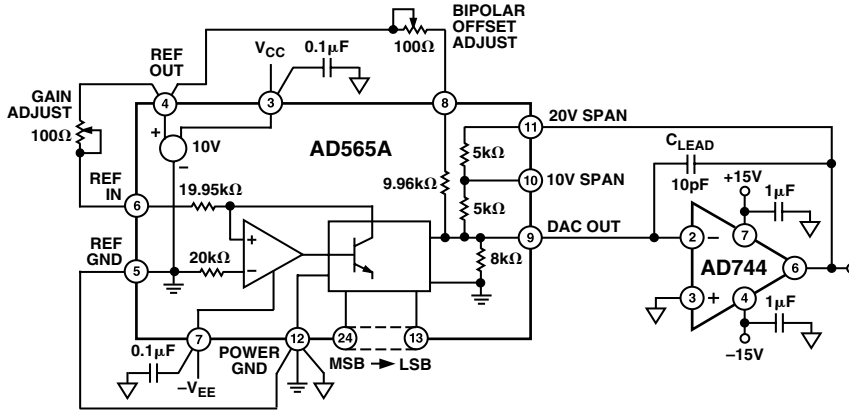 BIPOLAR
OFFSET
ADJUST
100Ω
REF
OUT
VCC
0.1µF
GAIN
ADJUST
100Ω
4
3
8
11
20V SPAN
+
10V
–
AD565A
5kΩ
CLEAD
10pF
+15V
1µF
9.96kΩ
10
10V SPAN
5kΩ
REF
IN
6
19.95kΩ
REF
GND
5
20kΩ
+
–
9
DAC OUT
8kΩ
2
–
7
AD744
6
3
+
4
1µF
–15V
0.1µF
7
–VEE
POWER
GND
12
24
13
MSB
LSB